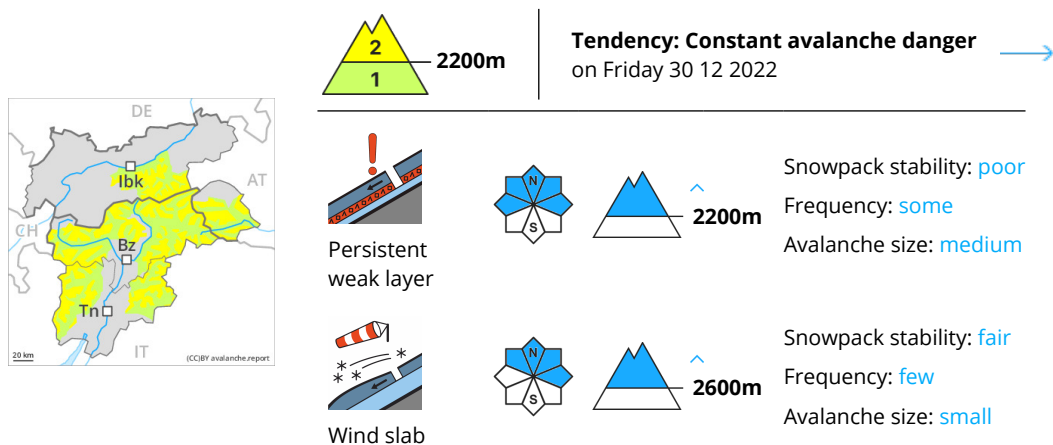 2
1
2200m
Tendency: Constant avalanche danger
on Friday 30 12 2022
DE
Ibk
AT
CH
Bz
Tn
IT
20 km
(CC)BY avalanche.report
Persistent
weak layer
N
S
2200m
Snowpack stability: poor
Frequency: some
Avalanche size: medium
Wind slab
N
S
2600m
Snowpack stability: fair
Frequency: few
Avalanche size: small